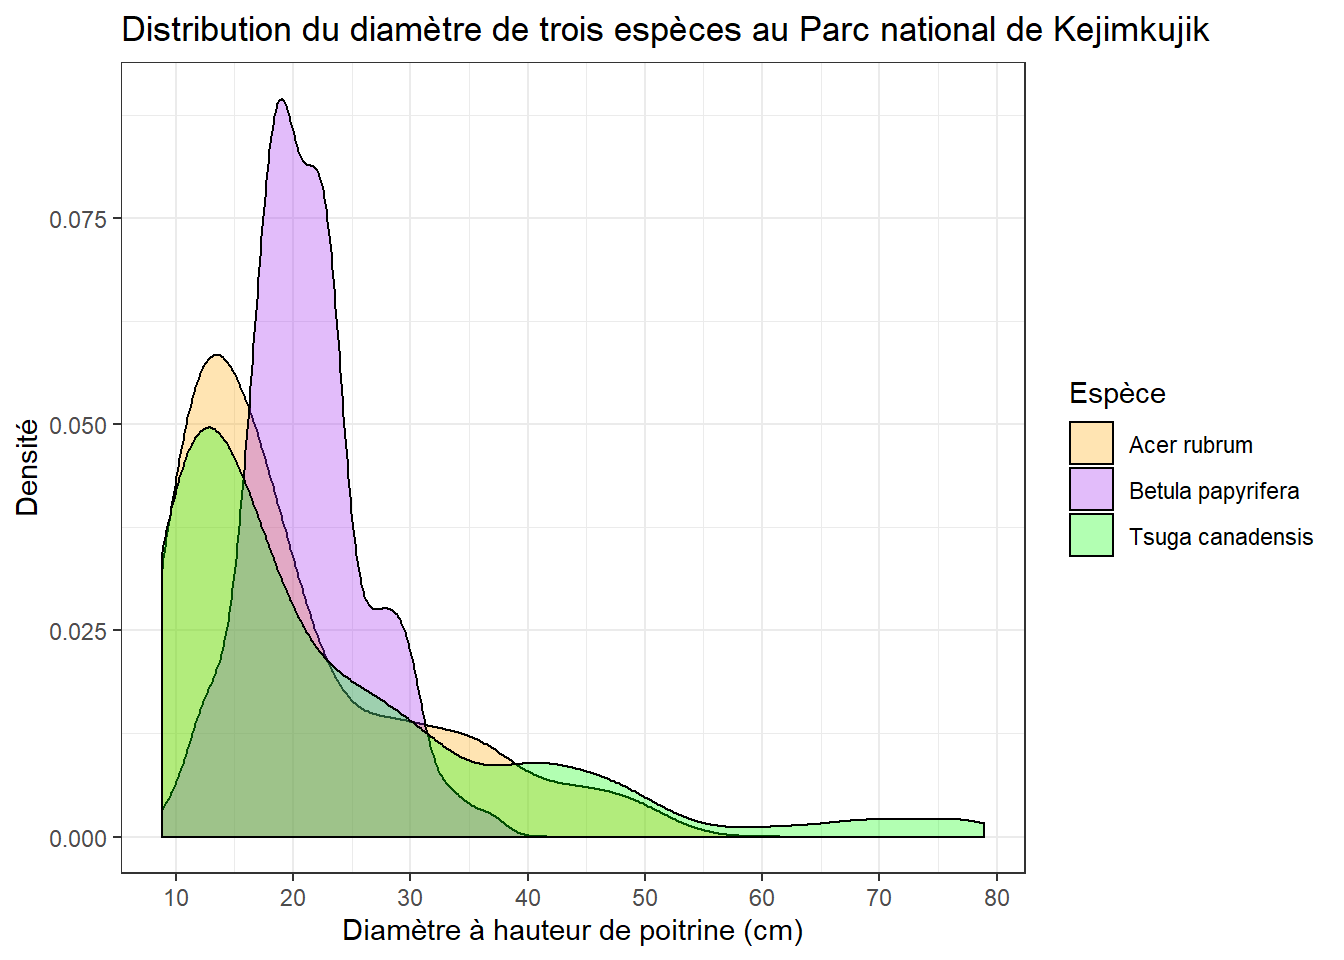 Distribution du diamètre de trois espèces au Parc national de Kejimkujik
Densité
0.075
0.050
0.025
0.000
10 20 30 40 50 60 70 80
Diamètre à hauteur de poitrine (cm)
Espèce
Acer rubrum
Betula papyrifera
Tsuga canadensis